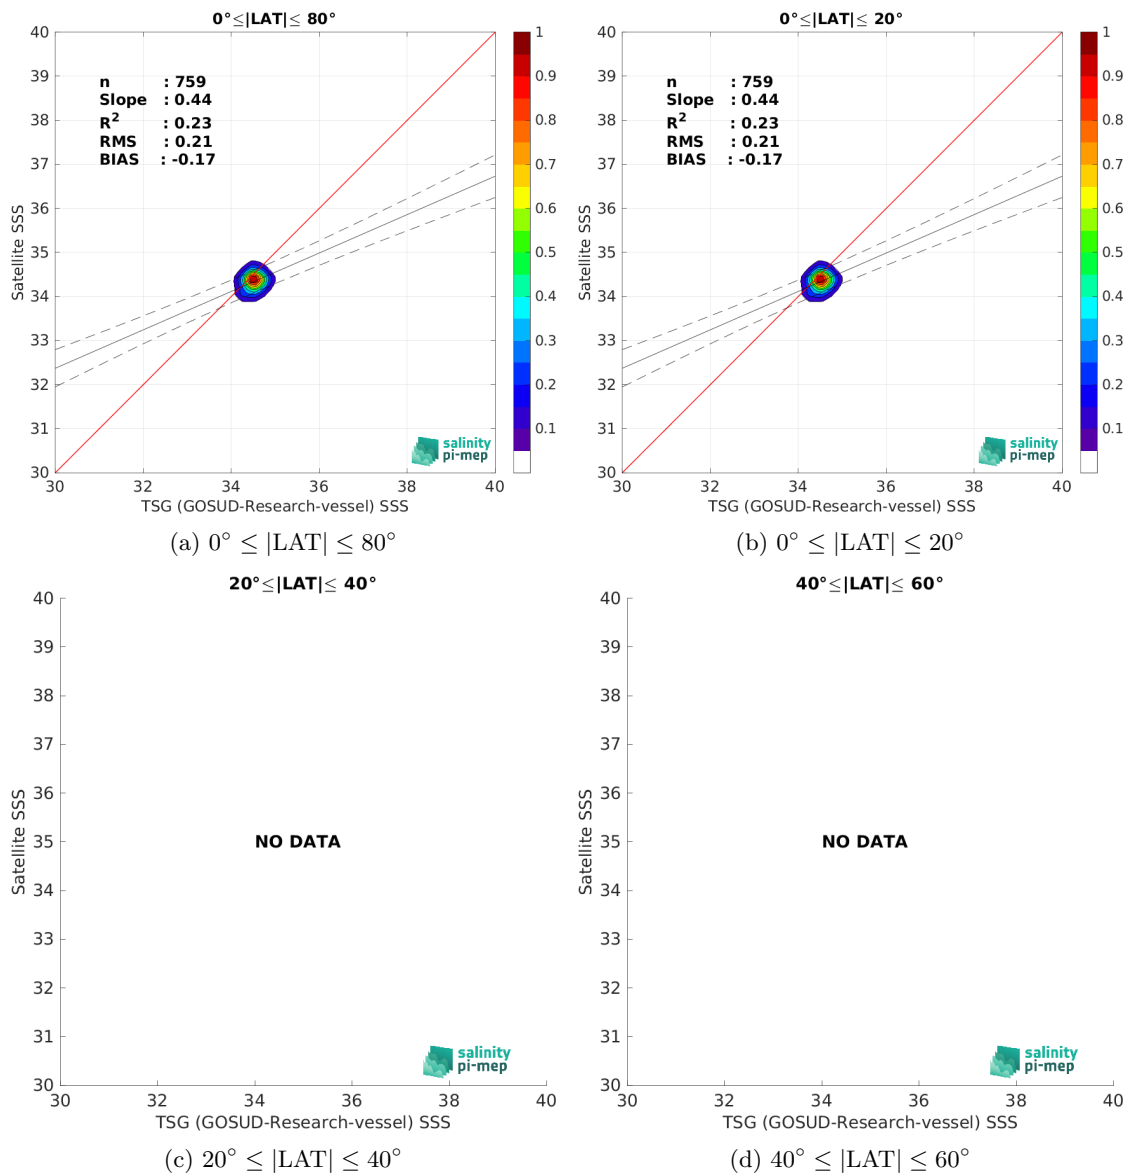 0°≤|LAT|≤ 80°
40
39
38
37
36
35
34
33
32
31
30
Satellite SSS
n : 759
Slope : 0.44
R² : 0.23
RMS : 0.21
BIAS : -0.17
salinity
pi-mep
30 32 34 36 38 40
TSG (GOSUD-Research-vessel) SSS
1
0.9
0.8
0.7
0.6
0.5
0.4
0.3
0.2
0.1
(a) 0° ≤ |LAT| ≤ 80°
0°≤|LAT|≤ 20°
40
39
38
37
36
35
34
33
32
31
30
Satellite SSS
n : 759
Slope : 0.44
R² : 0.23
RMS : 0.21
BIAS : -0.17
salinity
pi-mep
30 32 34 36 38 40
TSG (GOSUD-Research-vessel) SSS
1
0.9
0.8
0.7
0.6
0.5
0.4
0.3
0.2
0.1
(b) 0° ≤ |LAT| ≤ 20°
20°≤|LAT|≤ 40°
40
39
38
37
36
35
34
33
32
31
30
Satellite SSS
NO DATA
salinity
pi-mep
30 32 34 36 38 40
TSG (GOSUD-Research-vessel) SSS
(c) 20° ≤ |LAT| ≤ 40°
40°≤|LAT|≤ 60°
40
39
38
37
36
35
34
33
32
31
30
Satellite SSS
NO DATA
salinity
pi-mep
30 32 34 36 38 40
TSG (GOSUD-Research-vessel) SSS
(d) 40° ≤ |LAT| ≤ 60°